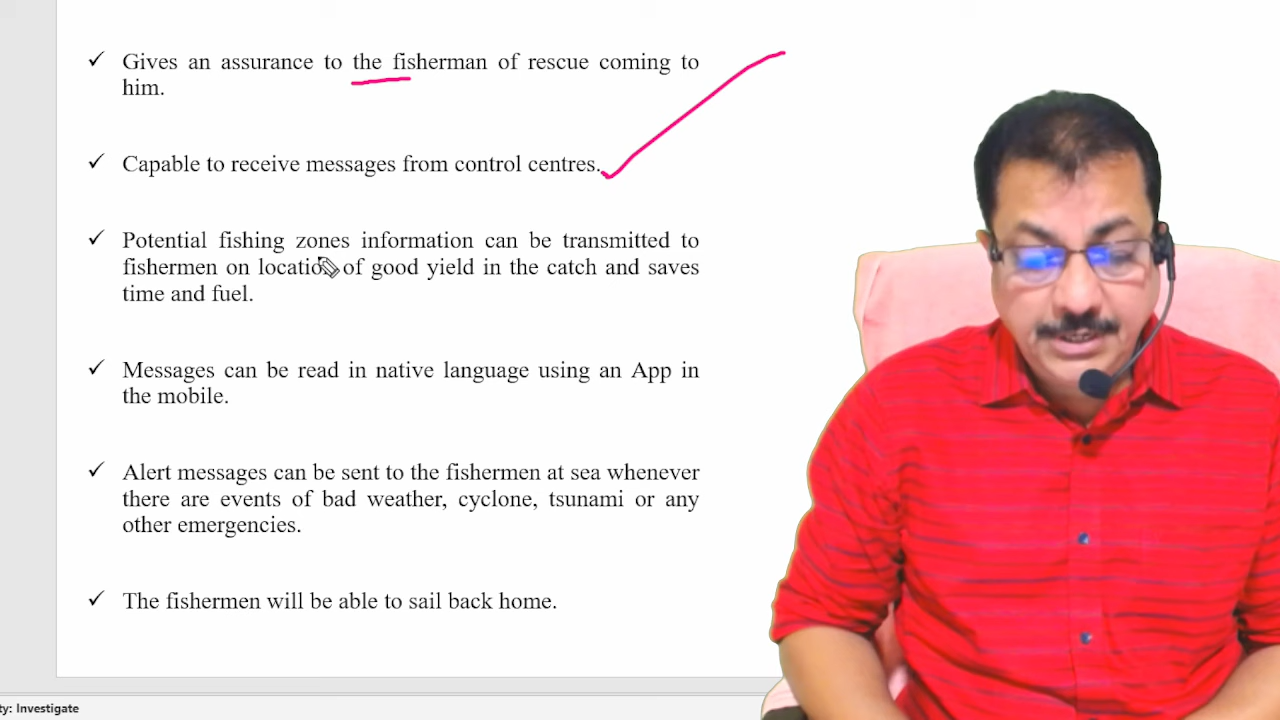 Gives an assurance to the fisherman of rescue coming to
him.
Capable to receive messages from control centres.
Potential fishing zones information can be transmitted to
fishermen on location of good yield in the catch and saves
time and fuel.
Messages can be read in native language using an App in
the mobile.
Alert messages can be sent to the fishermen at sea whenever
there are events of bad weather, cyclone, tsunami or any
other emergencies.
The fishermen will be able to sail back home.
ty: Investigate